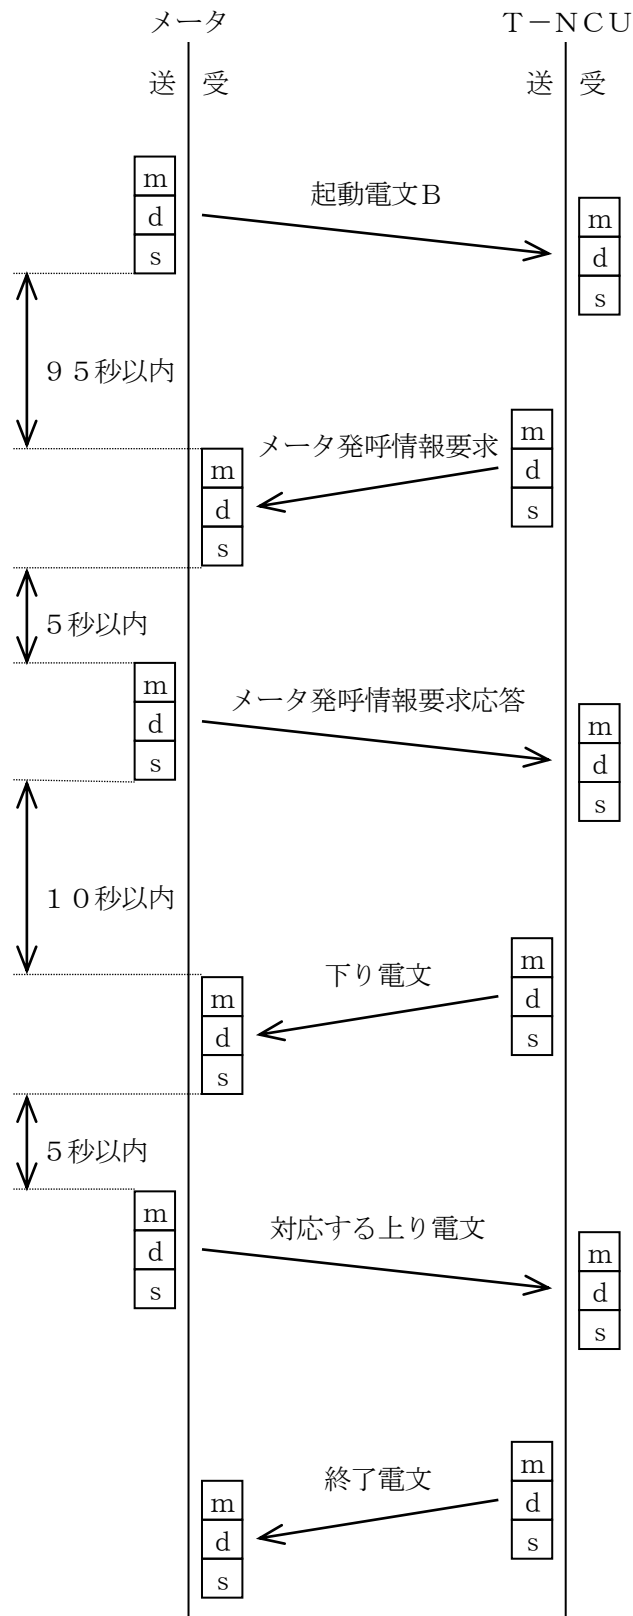 メータ　Ｔ－ＮＣＵ
送　受　送　受
m
d
s
起動電文Ｂ
m
d
s
９５秒以内
m
d
s
メータ発呼情報要求
m
d
s
５秒以内
m
d
s
メータ発呼情報要求応答
m
d
s
１０秒以内
m
d
s
下り電文
m
d
s
５秒以内
m
d
s
対応する上り電文
m
d
s
m
d
s
終了電文
m
d
s